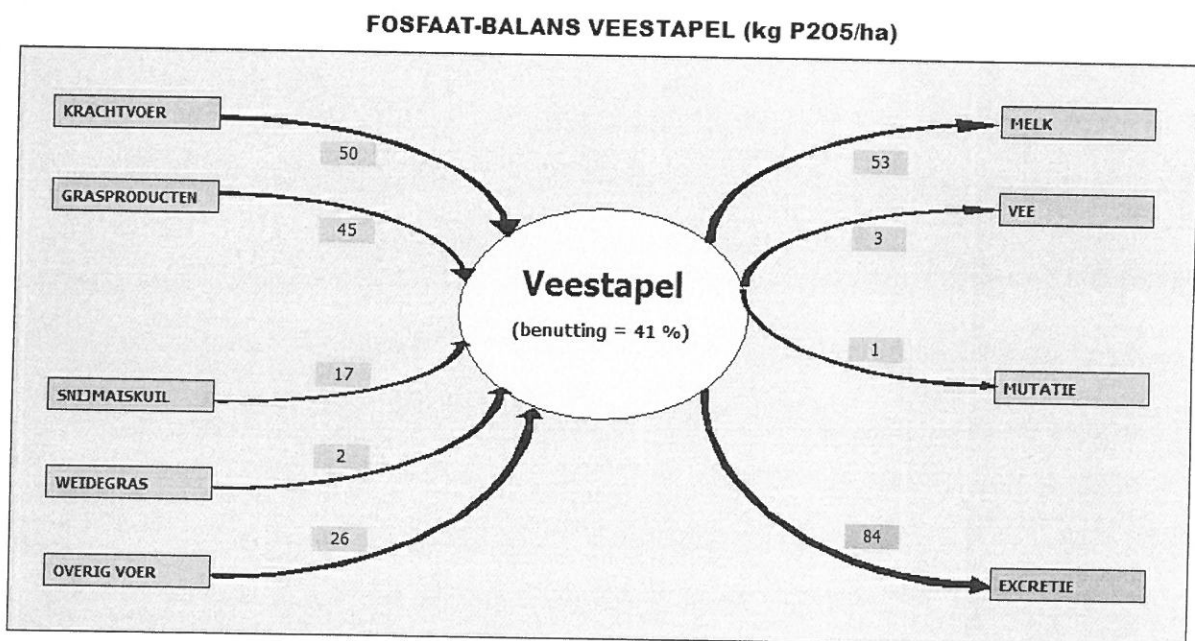 FOSFAAT-BALANS VEESTAPEL (kg P2O5/ha)
KRACHTVOER
50
GRASPRODUCTEN
45
SNIJMAISKUIL
17
WEIDEGRAS
2
OVERIG VOER
26
Veestapel
(benutting = 41 %)
MELK
53
VEE
3
MUTATIE
1
EXCRETIE
84